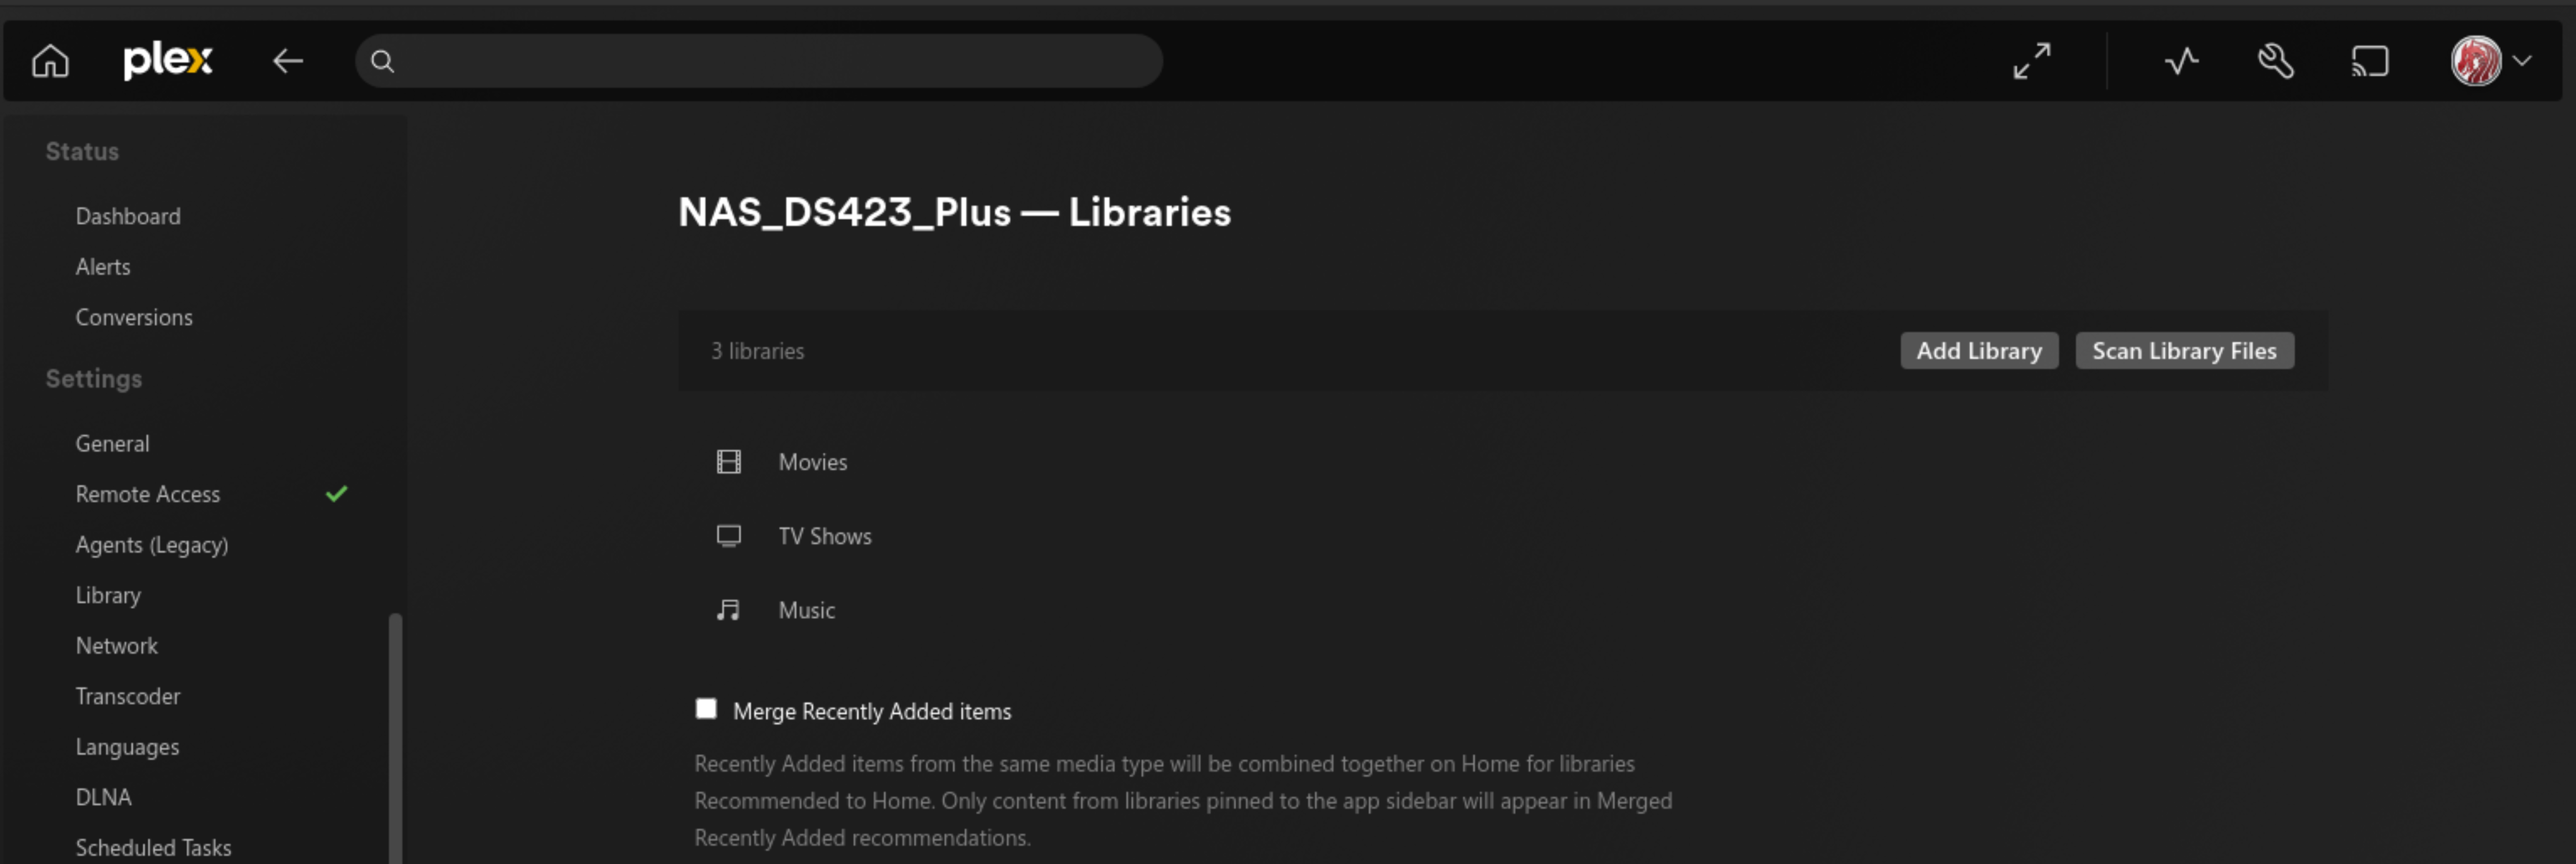 plex
Status
Dashboard
Alerts
Conversions
Settings
General
Remote Access
Agents (Legacy)
Library
Network
Transcoder
Languages
DLNA
Scheduled Tasks
NAS_DS423_Plus — Libraries
3 libraries
Add Library
Scan Library Files
Movies
TV Shows
Music
Merge Recently Added items
Recently Added items from the same media type will be combined together on Home for libraries
Recommended to Home. Only content from libraries pinned to the app sidebar will appear in Merged
Recently Added recommendations.